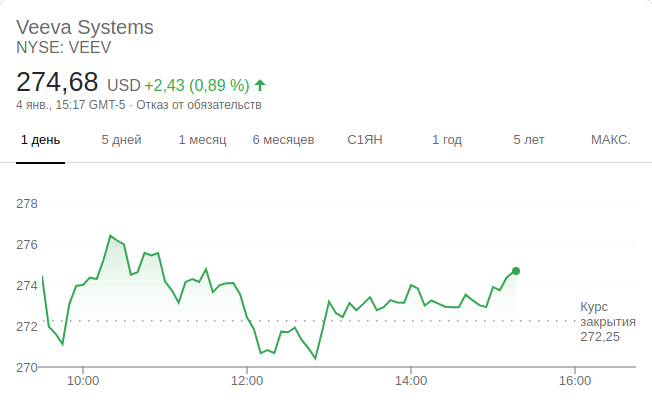 Veeva Systems
NYSE: VEEV
274,68 USD +2,43 (0,89 %)
4 янв., 15:17 GMT-5 · Отказ от обязательств
1 день 5 дней 1 месяц 6 месяцев С1ЯН 1 год 5 лет МАКС.
278
276
274
272
270
Курс
закрытия
272,25
10:00 12:00 14:00 16:00